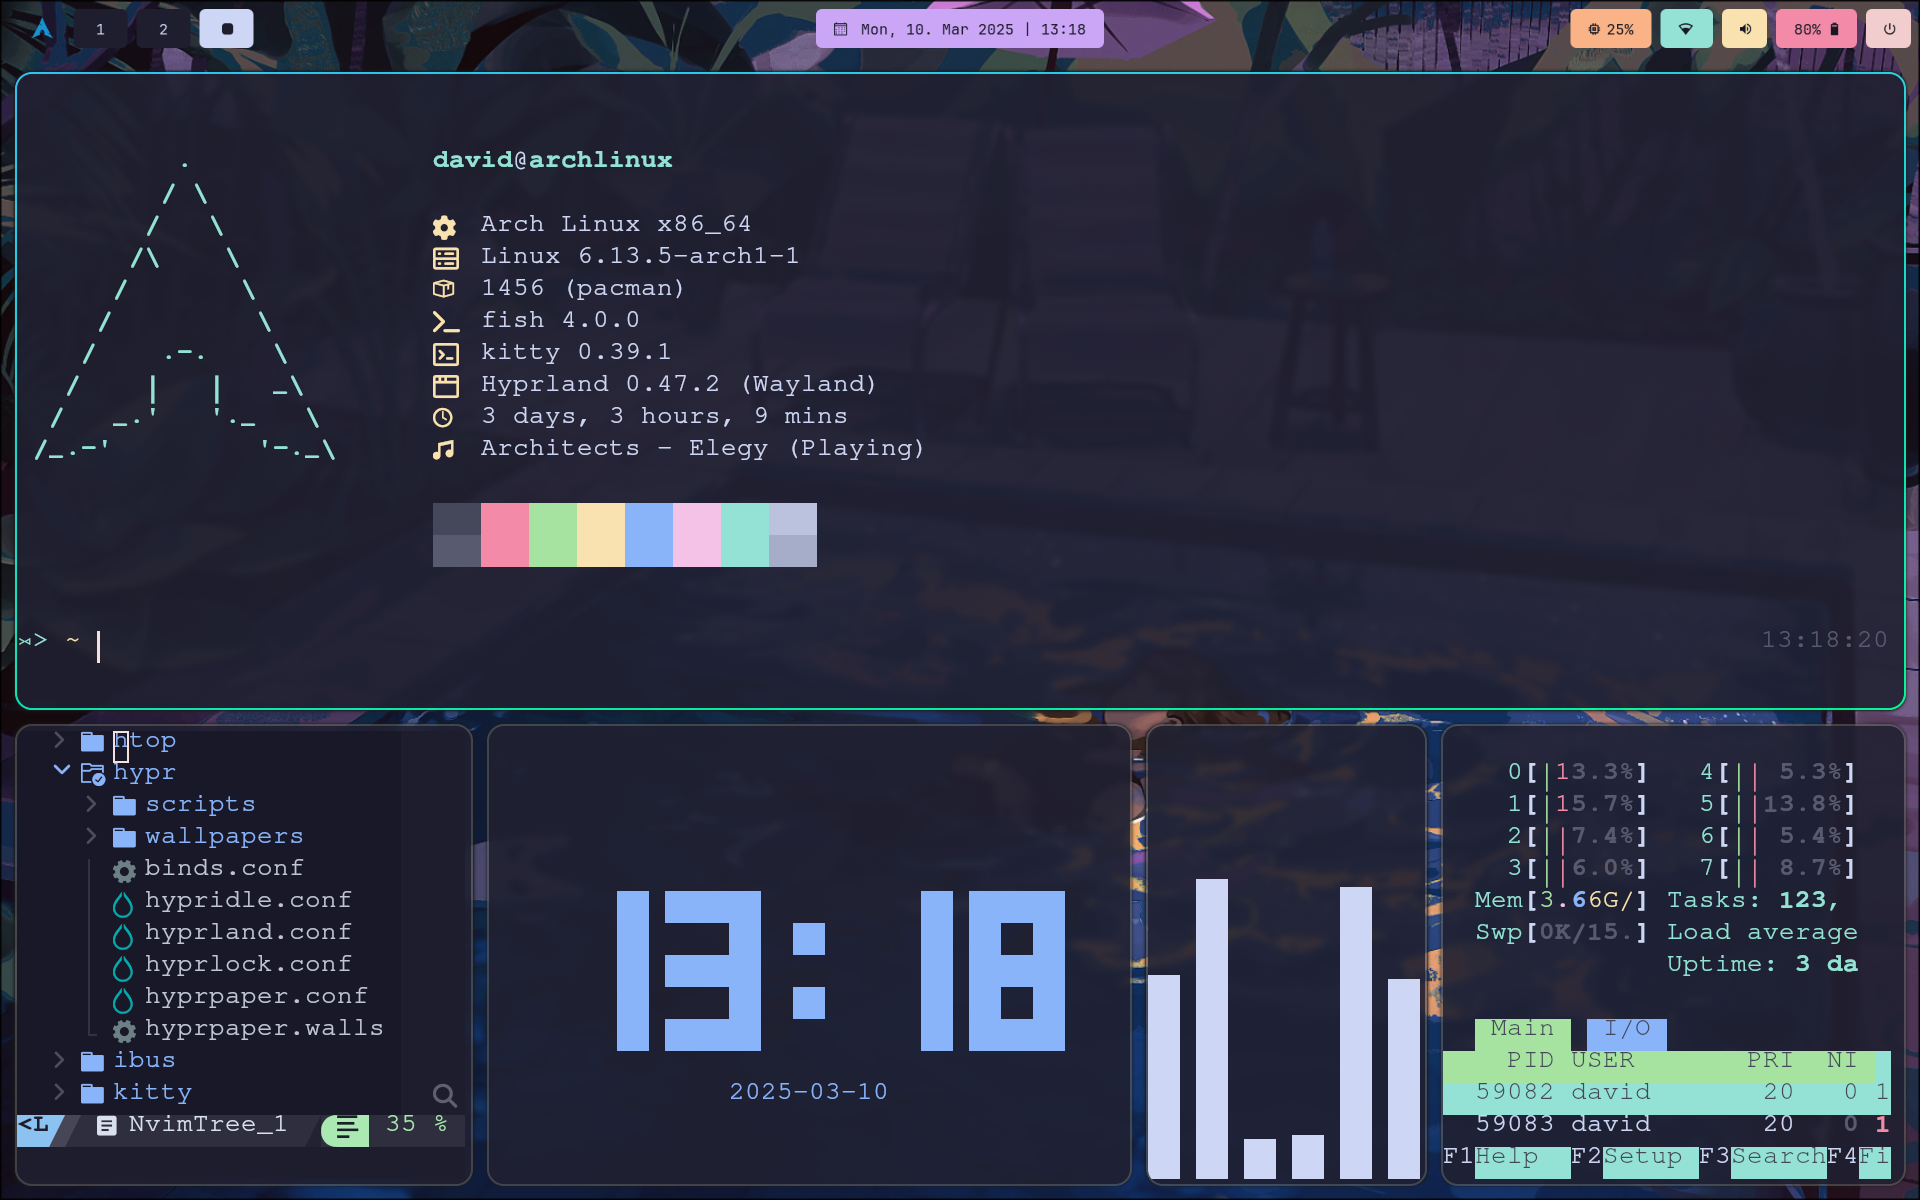 1 2 Mon, 10. Mar 2025 | 13:18 25% 80%
david@archlinux
Arch Linux x86_64
Linux 6.13.5-arch1-1
1456 (pacman)
fish 4.0.0
kitty 0.39.1
Hyprland 0.47.2 (Wayland)
3 days, 3 hours, 9 mins
Architects - Elegy (Playing)
> ~ 13:18:20
htop
hypr
scripts
wallpapers
binds.conf
hypridle.conf
hyprland.conf
hyprlock.conf
hyprpaper.conf
hyprpaper.walls
ibus
kitty
<L NvimTree_1 35 %
13:18
2025-03-10
0[|13.3%] 4[|| 5.3%]
1[|15.7%] 5[||13.8%]
2[||7.4%] 6[|| 5.4%]
3[||6.0%] 7[|| 8.7%]
Mem[3.66G/] Tasks: 123,
Swp[0K/15.] Load average
Uptime: 3 da
Main I/O
PID USER PRI NI
59082 david 20 0 1
59083 david 20 0 1
F1Help F2Setup F3SearchF4Fi